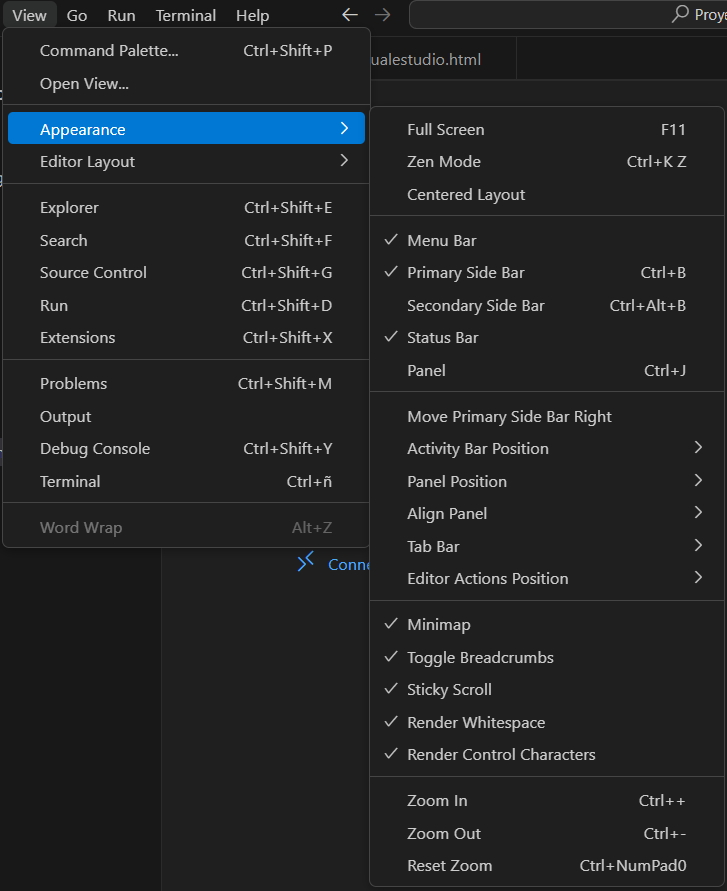 View Go Run Terminal Help
Command Palette... Ctrl+Shift+P
Open View...
Appearance
Editor Layout
Explorer Ctrl+Shift+E
Search Ctrl+Shift+F
Source Control Ctrl+Shift+G
Run Ctrl+Shift+D
Extensions Ctrl+Shift+X
Problems Ctrl+Shift+M
Output
Debug Console Ctrl+Shift+Y
Terminal Ctrl+ñ
Word Wrap Alt+Z
Proye
ualestudio.html
Full Screen F11
Zen Mode Ctrl+K Z
Centered Layout
Menu Bar
Primary Side Bar Ctrl+B
Secondary Side Bar Ctrl+Alt+B
Status Bar
Panel Ctrl+J
Move Primary Side Bar Right
Activity Bar Position
Panel Position
Align Panel
Tab Bar
Editor Actions Position
Minimap
Toggle Breadcrumbs
Sticky Scroll
Render Whitespace
Render Control Characters
Zoom In Ctrl++
Zoom Out Ctrl+-
Reset Zoom Ctrl+NumPad0
Conne